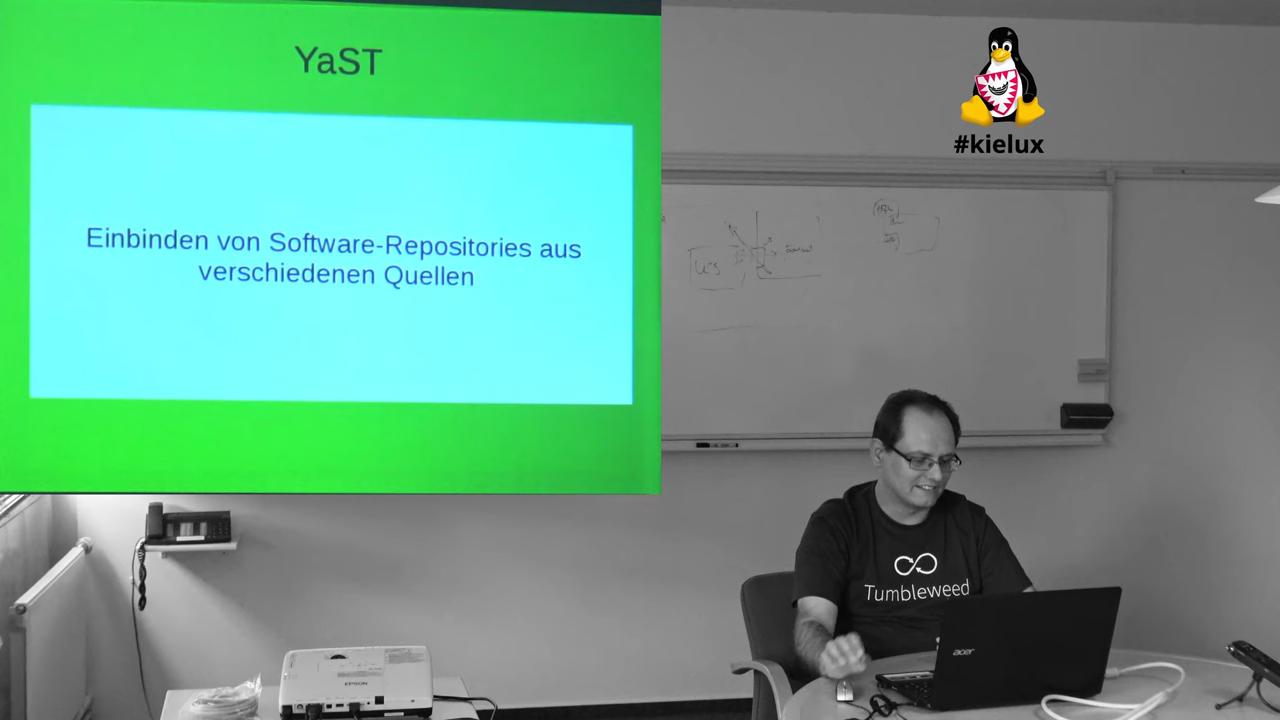 YaST
Einbinden von Software-Repositories aus
verschiedenen Quellen
#kielux
Tumbleweed
acer
EPSON